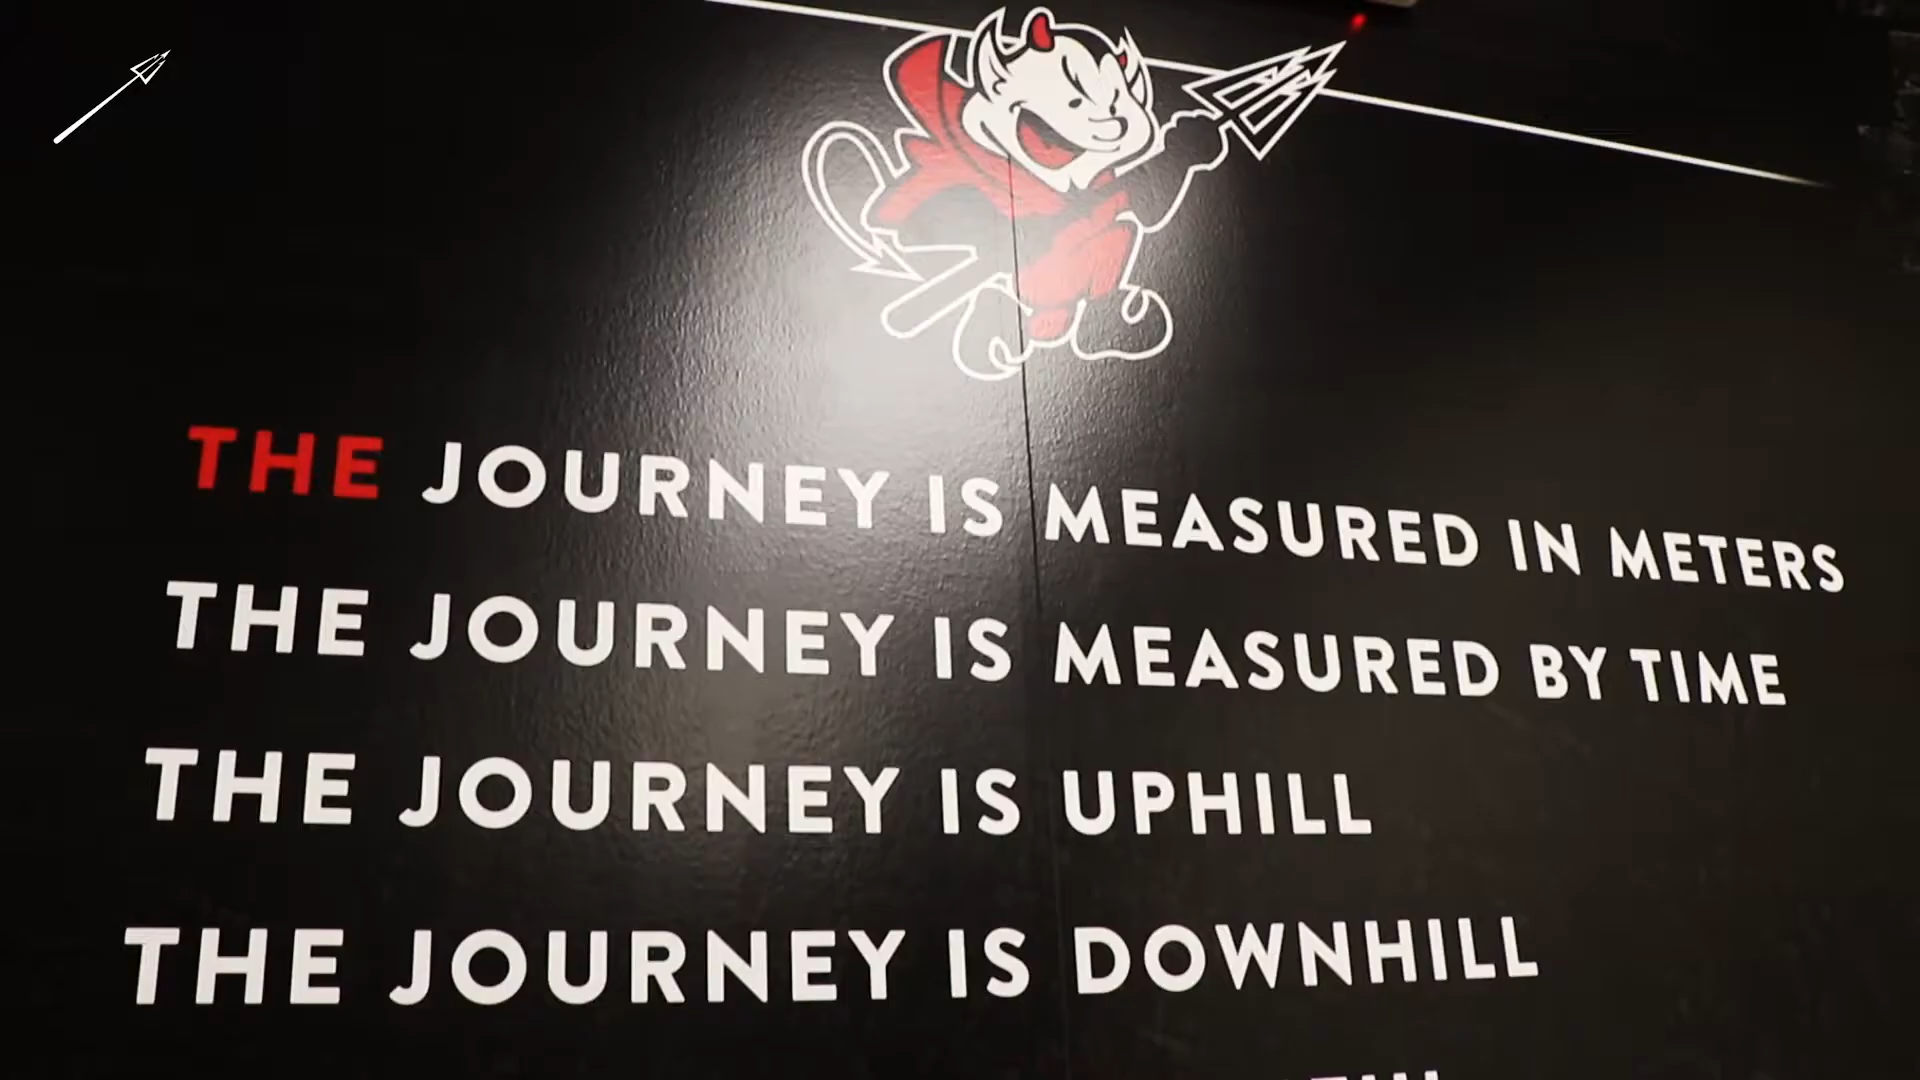 THE JOURNEY IS MEASURED IN METERS
THE JOURNEY IS MEASURED BY TIME
THE JOURNEY IS UPHILL
THE JOURNEY IS DOWNHILL